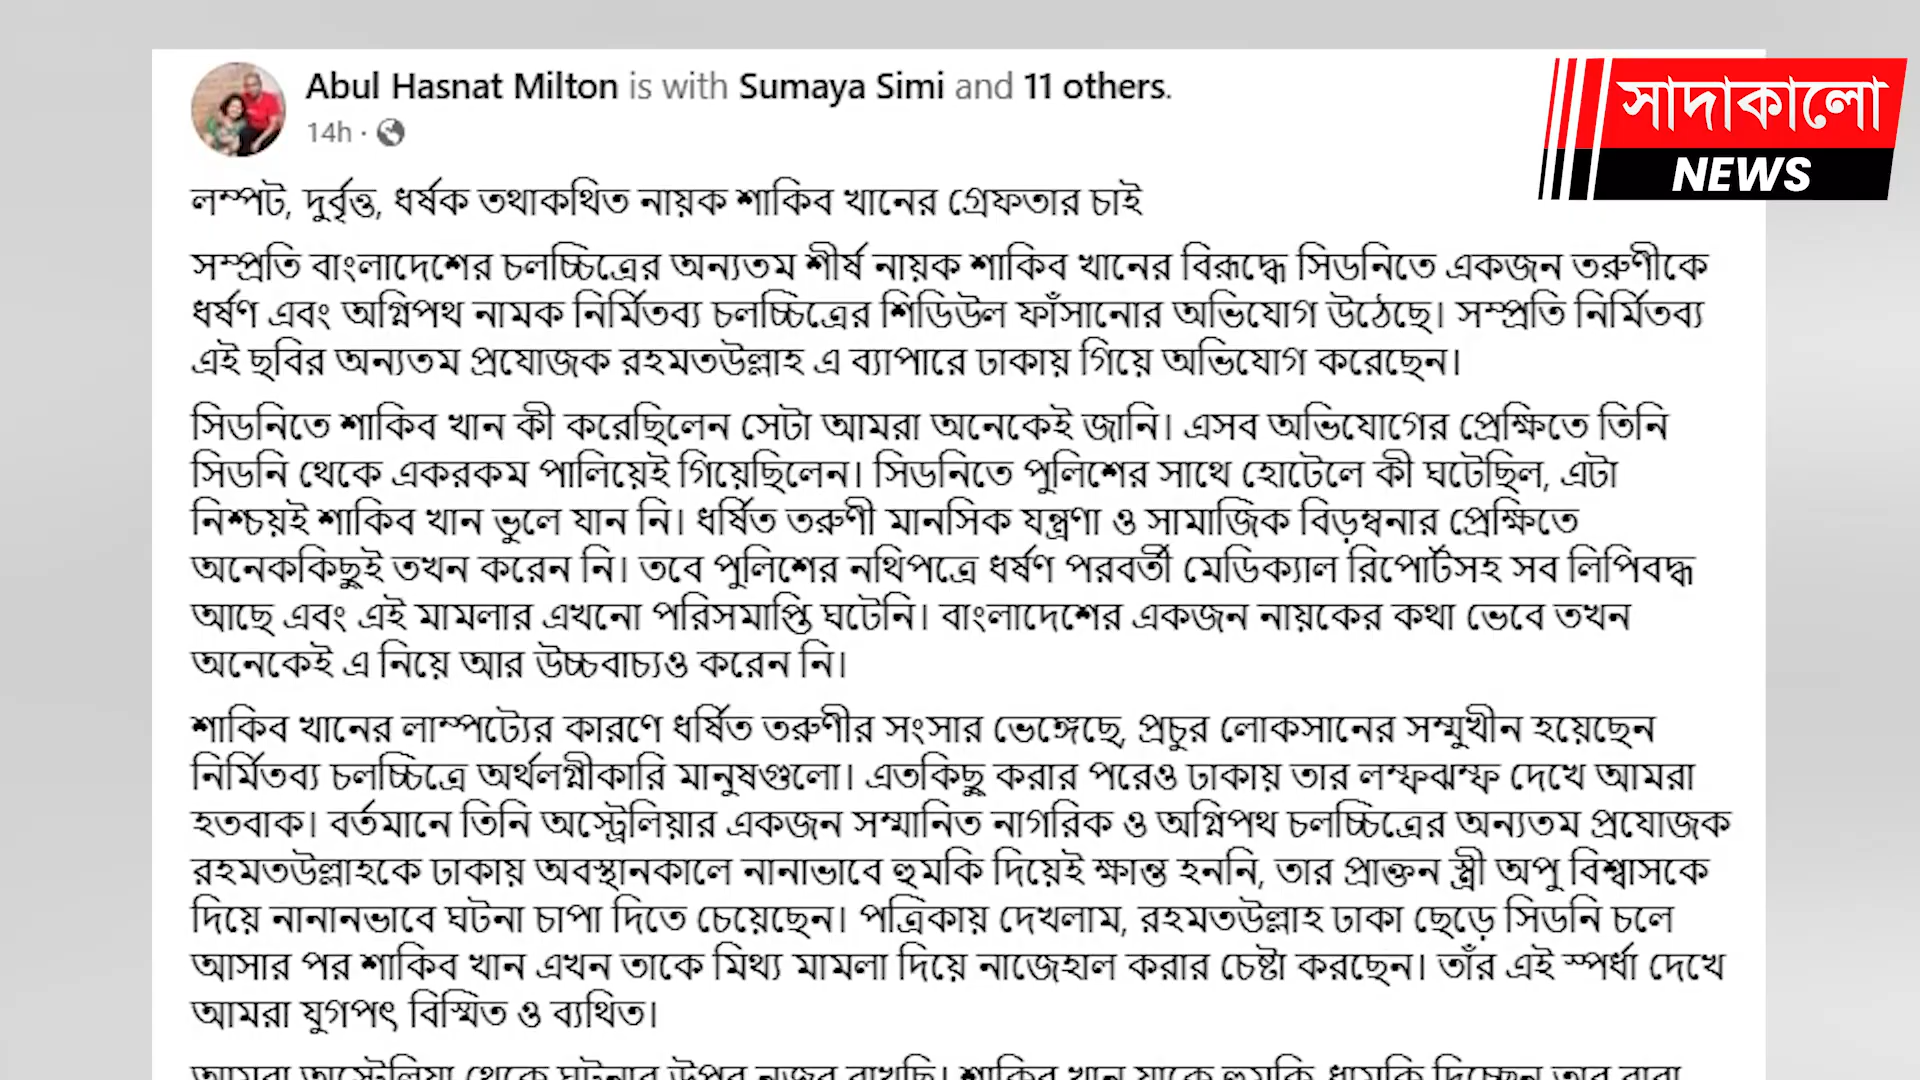 Abul Hasnat Milton is with Sumaya Simi and 11 others.
14h ·
সাদাকালো
NEWS
লম্পট, দুর্বৃত্ত, ধর্ষক তথাকথিত নায়ক শাকিব খানের গ্রেফতার চাই
সম্প্রতি বাংলাদেশের চলচ্চিত্রের অন্যতম শীর্ষ নায়ক শাকিব খানের বিরূদ্ধে সিডনিতে একজন তরুণীকে
ধর্ষণ এবং অগ্নিপথ নামক নির্মিতব্য চলচ্চিত্রের শিডিউল ফাঁসানোর অভিযোগ উঠেছে। সম্প্রতি নির্মিতব্য
এই ছবির অন্যতম প্রযোজক রহমতউল্লাহ এ ব্যাপারে ঢাকায় গিয়ে অভিযোগ করেছেন।
সিডনিতে শাকিব খান কী করেছিলেন সেটা আমরা অনেকেই জানি। এসব অভিযোগের প্রেক্ষিতে তিনি
সিডনি থেকে একরকম পালিয়েই গিয়েছিলেন। সিডনিতে পুলিশের সাথে হোটেলে কী ঘটেছিল, এটা
নিশ্চয়ই শাকিব খান ভুলে যান নি। ধর্ষিত তরুণী মানসিক যন্ত্রণা ও সামাজিক বিড়ম্বনার প্রেক্ষিতে
অনেককিছুই তখন করেন নি। তবে পুলিশের নথিপত্রে ধর্ষণ পরবর্তী মেডিক্যাল রিপোর্টসহ সব লিপিবদ্ধ
আছে এবং এই মামলার এখনো পরিসমাপ্তি ঘটেনি। বাংলাদেশের একজন নায়কের কথা ভেবে তখন
অনেকেই এ নিয়ে আর উচ্চবাচ্যও করেন নি।
শাকিব খানের লাম্পট্যের কারণে ধর্ষিত তরুণীর সংসার ভেঙ্গেছে, প্রচুর লোকসানের সম্মুখীন হয়েছেন
নির্মিতব্য চলচ্চিত্রে অর্থলগ্নীকারি মানুষগুলো। এতকিছু করার পরেও ঢাকায় তার লম্ফঝম্ফ দেখে আমরা
হতবাক। বর্তমানে তিনি অস্ট্রেলিয়ার একজন সম্মানিত নাগরিক ও অগ্নিপথ চলচ্চিত্রের অন্যতম প্রযোজক
রহমতউল্লাহকে ঢাকায় অবস্থানকালে নানাভাবে হুমকি দিয়েই ক্ষান্ত হননি, তার প্রাক্তন স্ত্রী অপু বিশ্বাসকে
দিয়ে নানানভাবে ঘটনা চাপা দিতে চেয়েছেন। পত্রিকায় দেখলাম, রহমতউল্লাহ ঢাকা ছেড়ে সিডনি চলে
আসার পর শাকিব খান এখন তাকে মিথ্য মামলা দিয়ে নাজেহাল করার চেষ্টা করছেন। তাঁর এই স্পর্ধা দেখে
আমরা যুগপৎ বিস্মিত ও ব্যথিত।
আমরা অস্ট্রেলিয়া থেকে ঘটনার উপর নজর রাখছি। শাকিব খান যাকে হুমকি ধামকি দিচ্ছেন তার